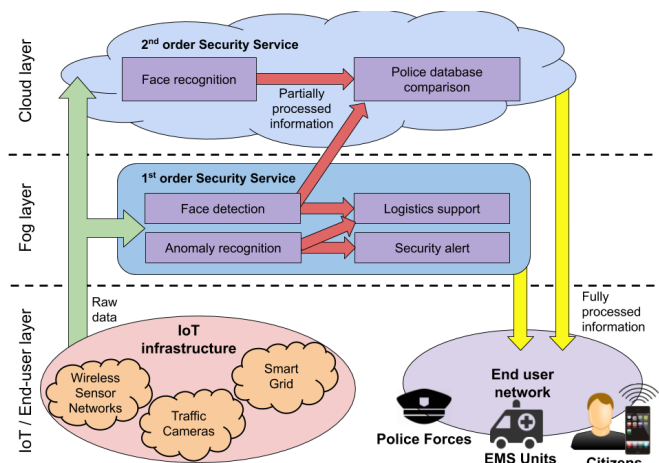 Cloud layer
2nd order Security Service
Face recognition
Police database
comparison
Partially
processed
information
Fog layer
1st order Security Service
Face detection
Logistics support
Anomaly recognition
Security alert
IoT / End-user layer
Raw
data
Fully
processed
information
IoT
infrastructure
Wireless
Sensor
Networks
Traffic
Cameras
Smart
Grid
End user
network
Police Forces
EMS Units
Citizens